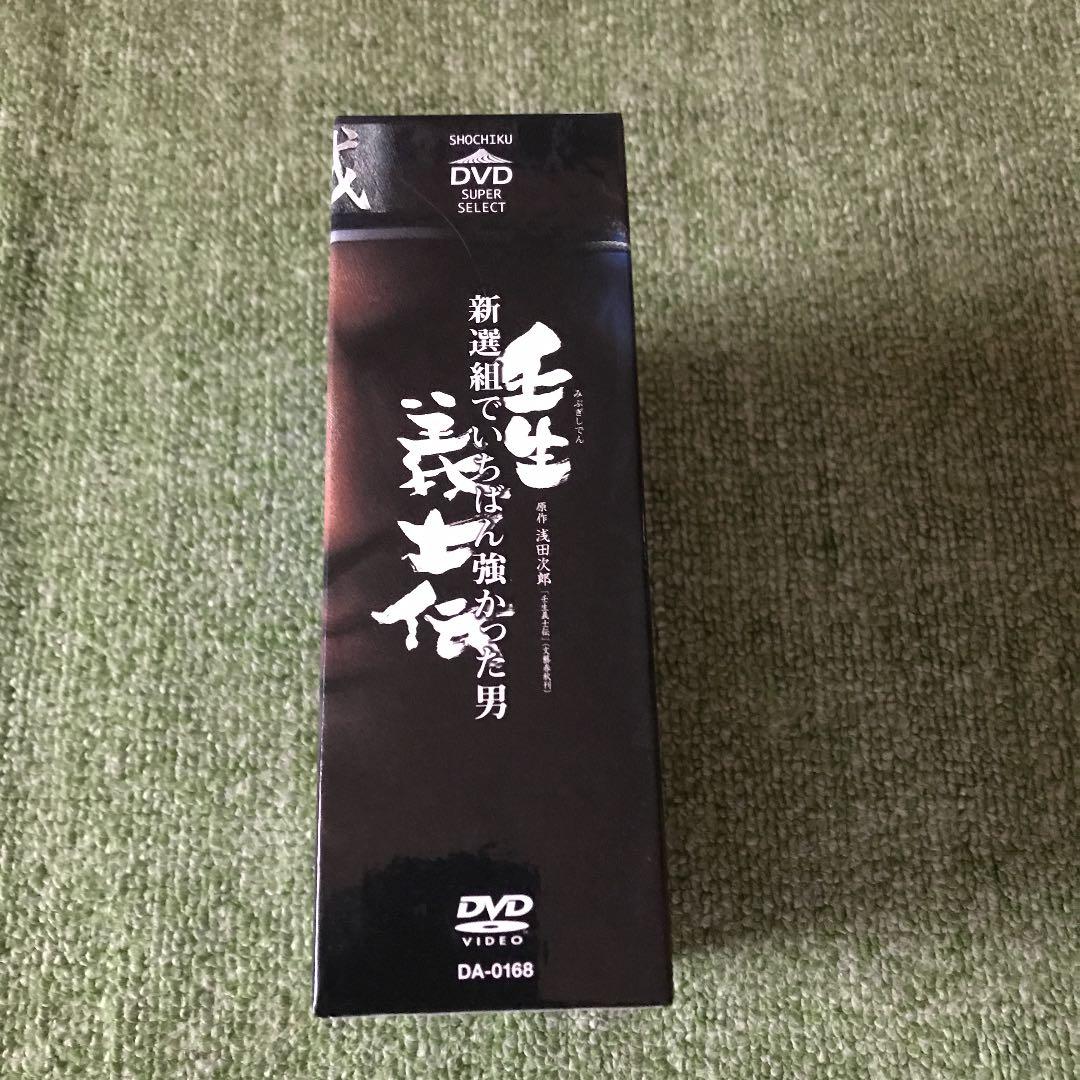 SHOCHIKU
DVD
SUPER
SELECT
壬生
義士伝
みぶぎしでん
新選組でいちばん強かった男
原作 浅田次郎「壬生義士伝」(文藝春秋刊)
DVD
VIDEO
DA-0168